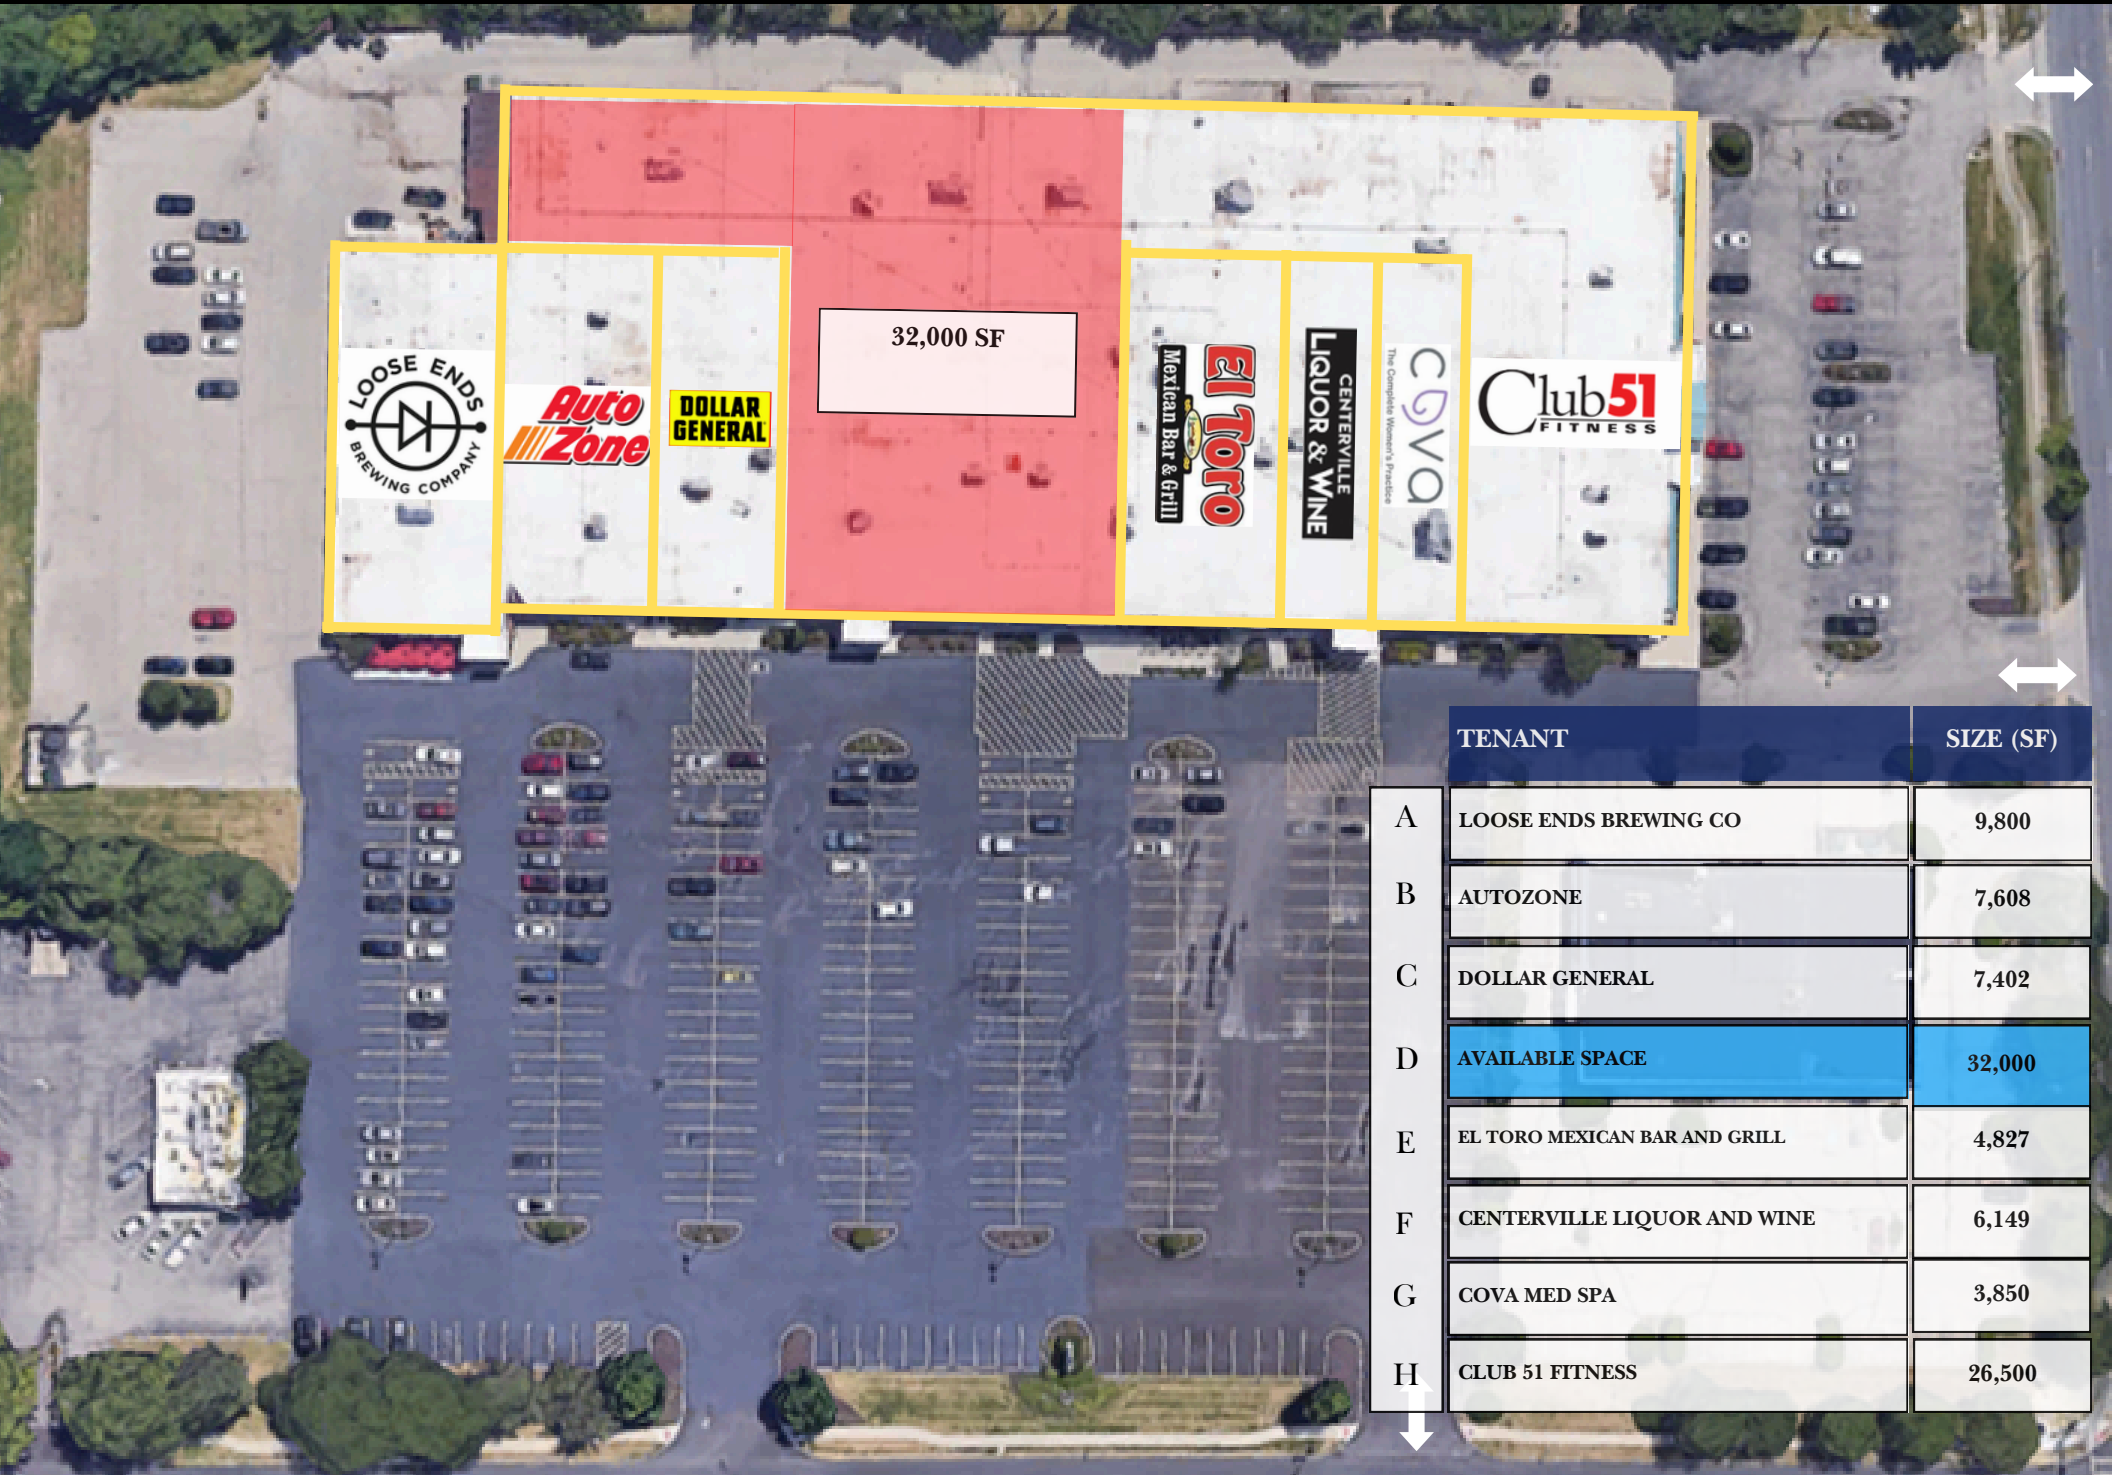 32,000 SF
LOOSE ENDS
BREWING COMPANY
Auto
Zone
DOLLAR
GENERAL
EL TORO
Mexican Bar & Grill
CENTERVILLE
LIQUOR & WINE
cova
The Complete Women's Practice
Club51
FITNESS
TENANT SIZE (SF)
A LOOSE ENDS BREWING CO 9,800
B AUTOZONE 7,608
C DOLLAR GENERAL 7,402
D AVAILABLE SPACE 32,000
E EL TORO MEXICAN BAR AND GRILL 4,827
F CENTERVILLE LIQUOR AND WINE 6,149
G COVA MED SPA 3,850
H CLUB 51 FITNESS 26,500